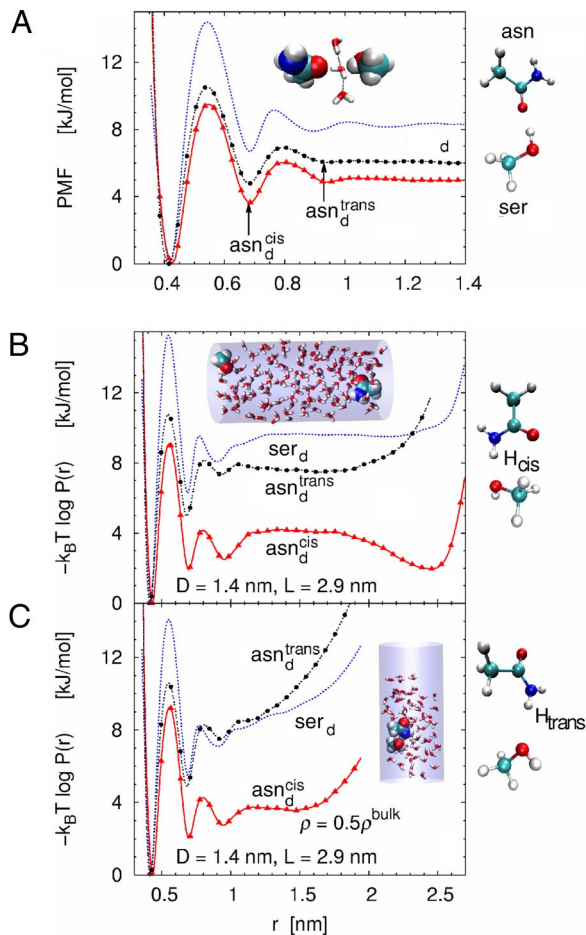 A
asn
PMF [kJ/mol]
12
8
4
0
d
asn_d^cis
asn_d^trans
ser
0.4 0.6 0.8 1 1.2 1.4
B
−k_BT log P(r) [kJ/mol]
12
8
4
0
ser_d
asn_d^trans
asn_d^cis
D = 1.4 nm, L = 2.9 nm
H_cis
C
−k_BT log P(r) [kJ/mol]
12
8
4
0
asn_d^trans
ser_d
asn_d^cis
ρ = 0.5ρ^bulk
D = 1.4 nm, L = 2.9 nm
H_trans
0.5 1 1.5 2 2.5
r [nm]